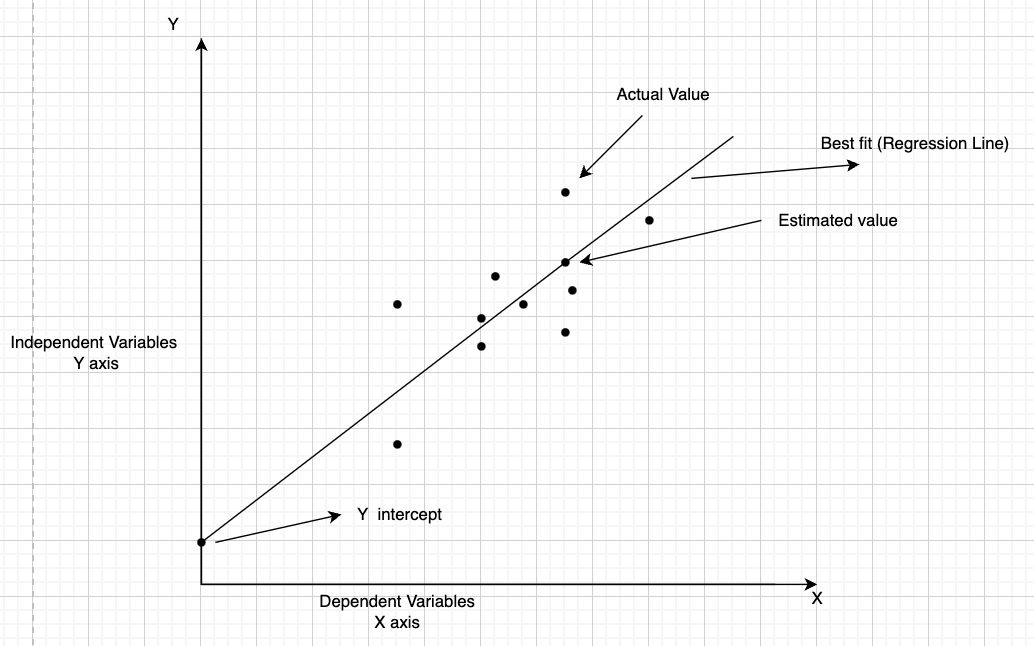 Y
Actual Value
Best fit (Regression Line)
Estimated value
Independent Variables
Y axis
Y intercept
X
Dependent Variables
X axis